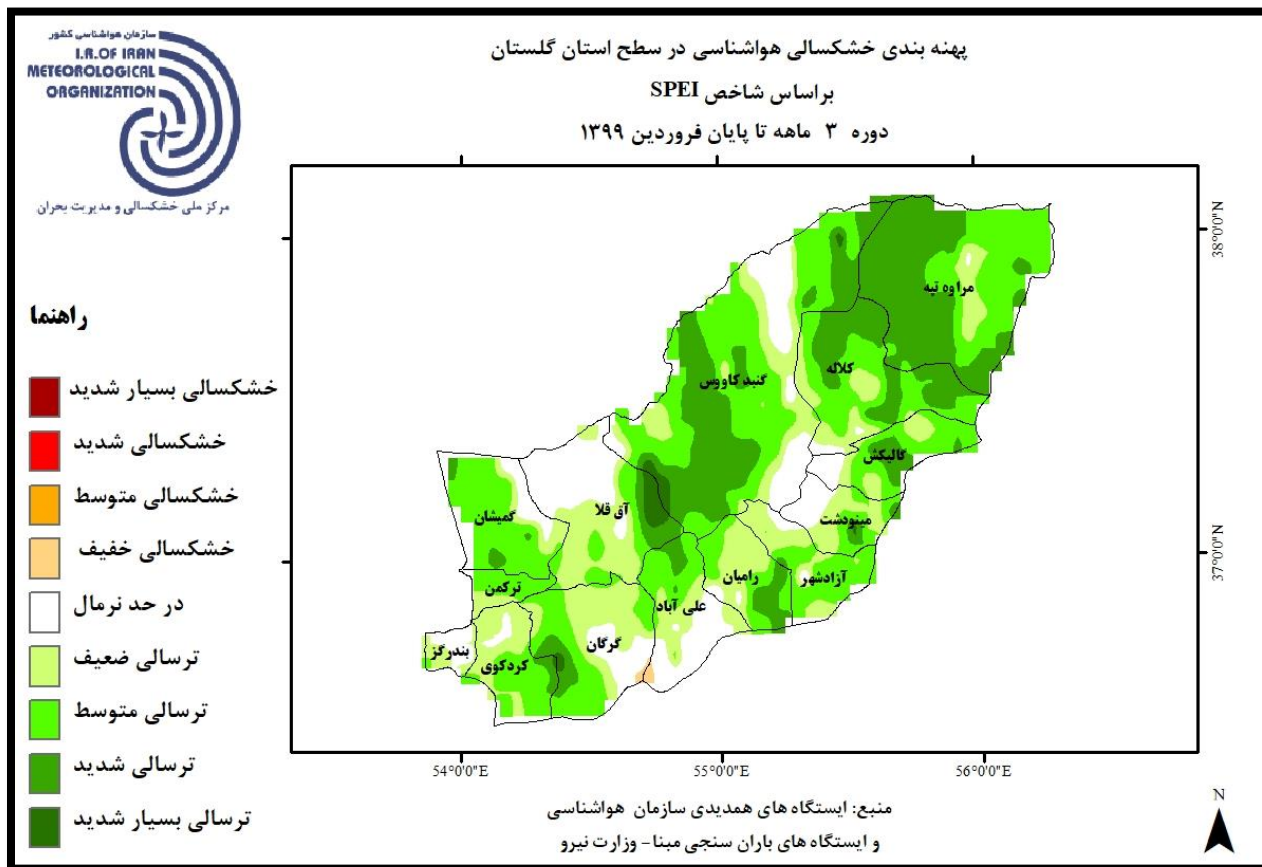 سازمان هواشناسی کشور
I.R.OF IRAN
METEOROLOGICAL
ORGANIZATION
مرکز ملی خشکسالی و مدیریت بحران
پهنه بندی خشکسالی هواشناسی در سطح استان گلستان
براساس شاخص SPEI
دوره ۳ ماهه تا پایان فروردین ۱۳۹۹
راهنما
خشکسالی بسیار شدید
خشکسالی شدید
خشکسالی متوسط
خشکسالی خفیف
در حد نرمال
ترسالی ضعیف
ترسالی متوسط
ترسالی شدید
ترسالی بسیار شدید
مراوه تپه
کلاله
گنبد کاووس
گالیکش
مینودشت
آق قلا
گمیشان
آزادشهر
رامیان
ترکمن
علی آباد
گرگان
کردکوی
بندرگز
38°0'0"N
37°0'0"N
54°0'0"E
55°0'0"E
56°0'0"E
منبع: ایستگاه های همدیدی سازمان هواشناسی
و ایستگاه های باران سنجی مبنا - وزارت نیرو
N